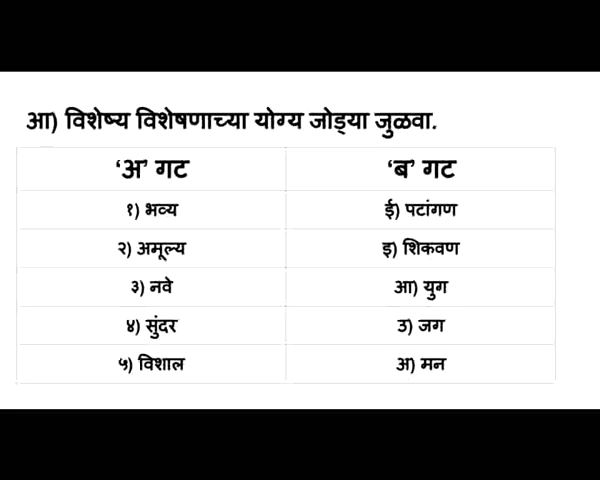 आ) विशेष्य विशेषणाच्या योग्य जोड्या जुळवा.
‘अ’ गट ‘ब’ गट
१) भव्य ई) पटांगण
२) अमूल्य इ) शिकवण
३) नवे आ) युग
४) सुंदर उ) जग
५) विशाल अ) मन